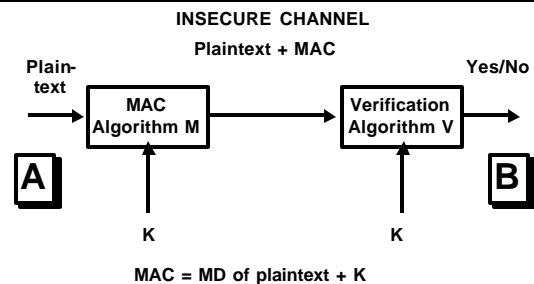 INSECURE CHANNEL
Plaintext + MAC
Plain-
text
Yes/No
MAC
Algorithm M
Verification
Algorithm V
A
B
K
K
MAC = MD of plaintext + K